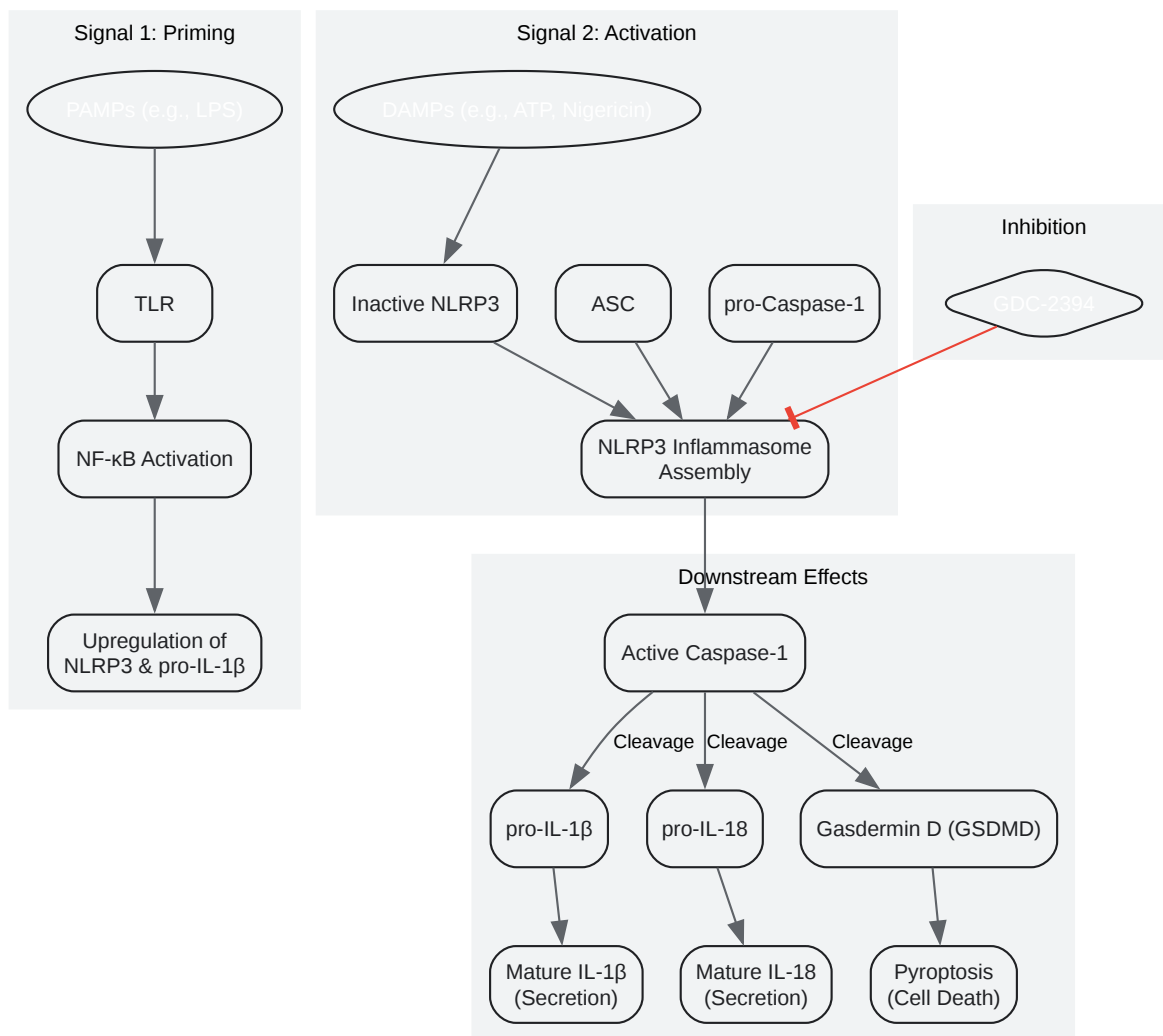 Signal 1: Priming
PAMPs (e.g., LPS)
TLR
NF-κB Activation
Upregulation of
NLRP3 & pro-IL-1β
Signal 2: Activation
DAMPs (e.g., ATP, Nigericin)
Inactive NLRP3
ASC
pro-Caspase-1
NLRP3 Inflammasome
Assembly
Inhibition
GDC-2394
Downstream Effects
Active Caspase-1
Cleavage
Cleavage
Cleavage
pro-IL-1β
pro-IL-18
Gasdermin D (GSDMD)
Mature IL-1β
(Secretion)
Mature IL-18
(Secretion)
Pyroptosis
(Cell Death)